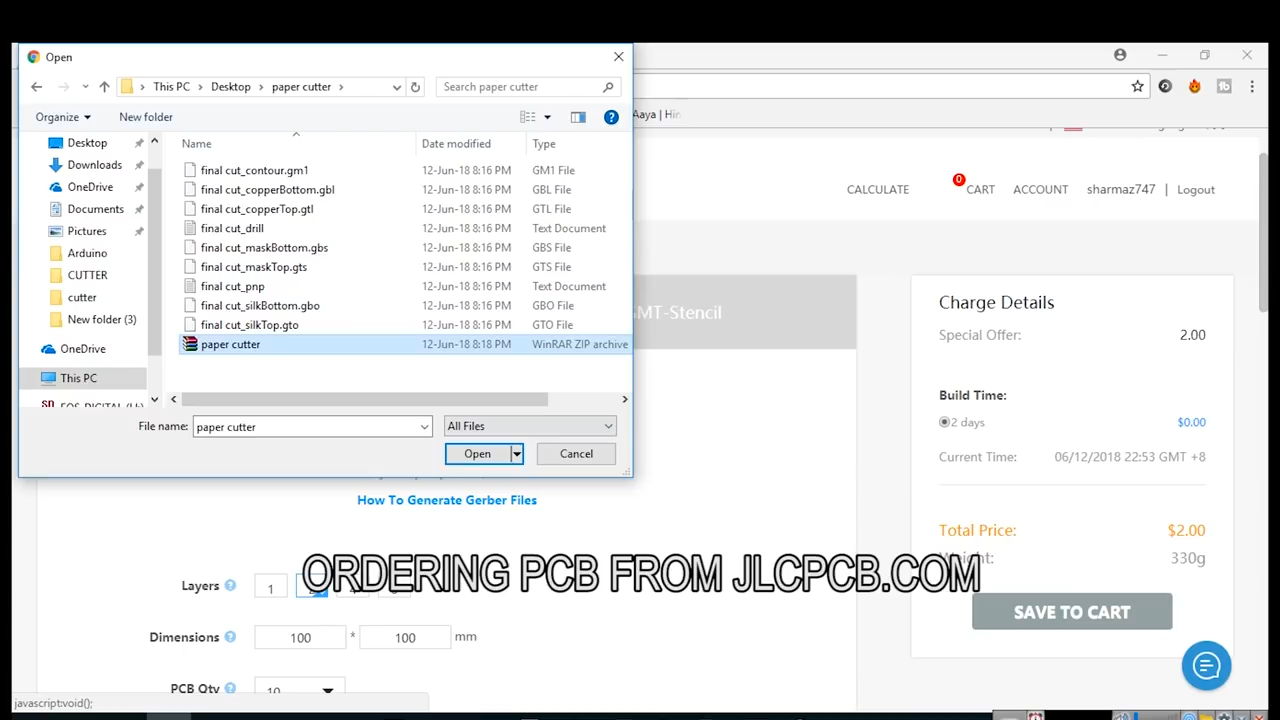 Open
This PC > Desktop > paper cutter >
Search paper cutter
Aaya | Hin
Organize
New folder
Name
Date modified
Type
Desktop
Downloads
OneDrive
Documents
Pictures
Arduino
CUTTER
cutter
New folder (3)
OneDrive
This PC
final cut_contour.gm1 12-Jun-18 8:16 PM GM1 File
final cut_copperBottom.gbl 12-Jun-18 8:16 PM GBL File
final cut_copperTop.gtl 12-Jun-18 8:16 PM GTL File
final cut_drill 12-Jun-18 8:16 PM Text Document
final cut_maskBottom.gbs 12-Jun-18 8:16 PM GBS File
final cut_maskTop.gts 12-Jun-18 8:16 PM GTS File
final cut_pnp 12-Jun-18 8:16 PM Text Document
final cut_silkBottom.gbo 12-Jun-18 8:16 PM GBO File
final cut_silkTop.gto 12-Jun-18 8:16 PM GTO File
paper cutter 12-Jun-18 8:18 PM WinRAR ZIP archive
File name: paper cutter
All Files
Open
Cancel
CALCULATE
0
CART
ACCOUNT
sharmaz747 | Logout
SMT-Stencil
Charge Details
Special Offer: 2.00
Build Time:
2 days $0.00
Current Time: 06/12/2018 22:53 GMT +8
Total Price: $2.00
Weight: 330g
SAVE TO CART
How To Generate Gerber Files
ORDERING PCB FROM JLCPCB.COM
Layers ? 1
Dimensions ? 100 * 100 mm
PCB Qty ? 10
javascript:void();